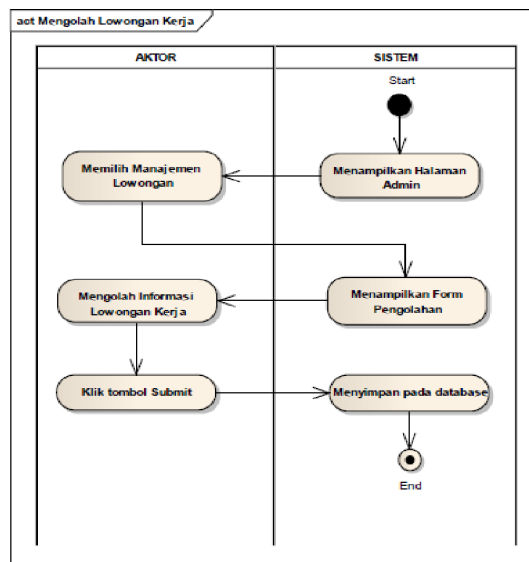 act Mengolah Lowongan Kerja
AKTOR
SISTEM
Start
Menampilkan Halaman
Admin
Memilih Manajemen
Lowongan
Menampilkan Form
Pengolahan
Mengolah Informasi
Lowongan Kerja
Klik tombol Submit
Menyimpan pada database
End